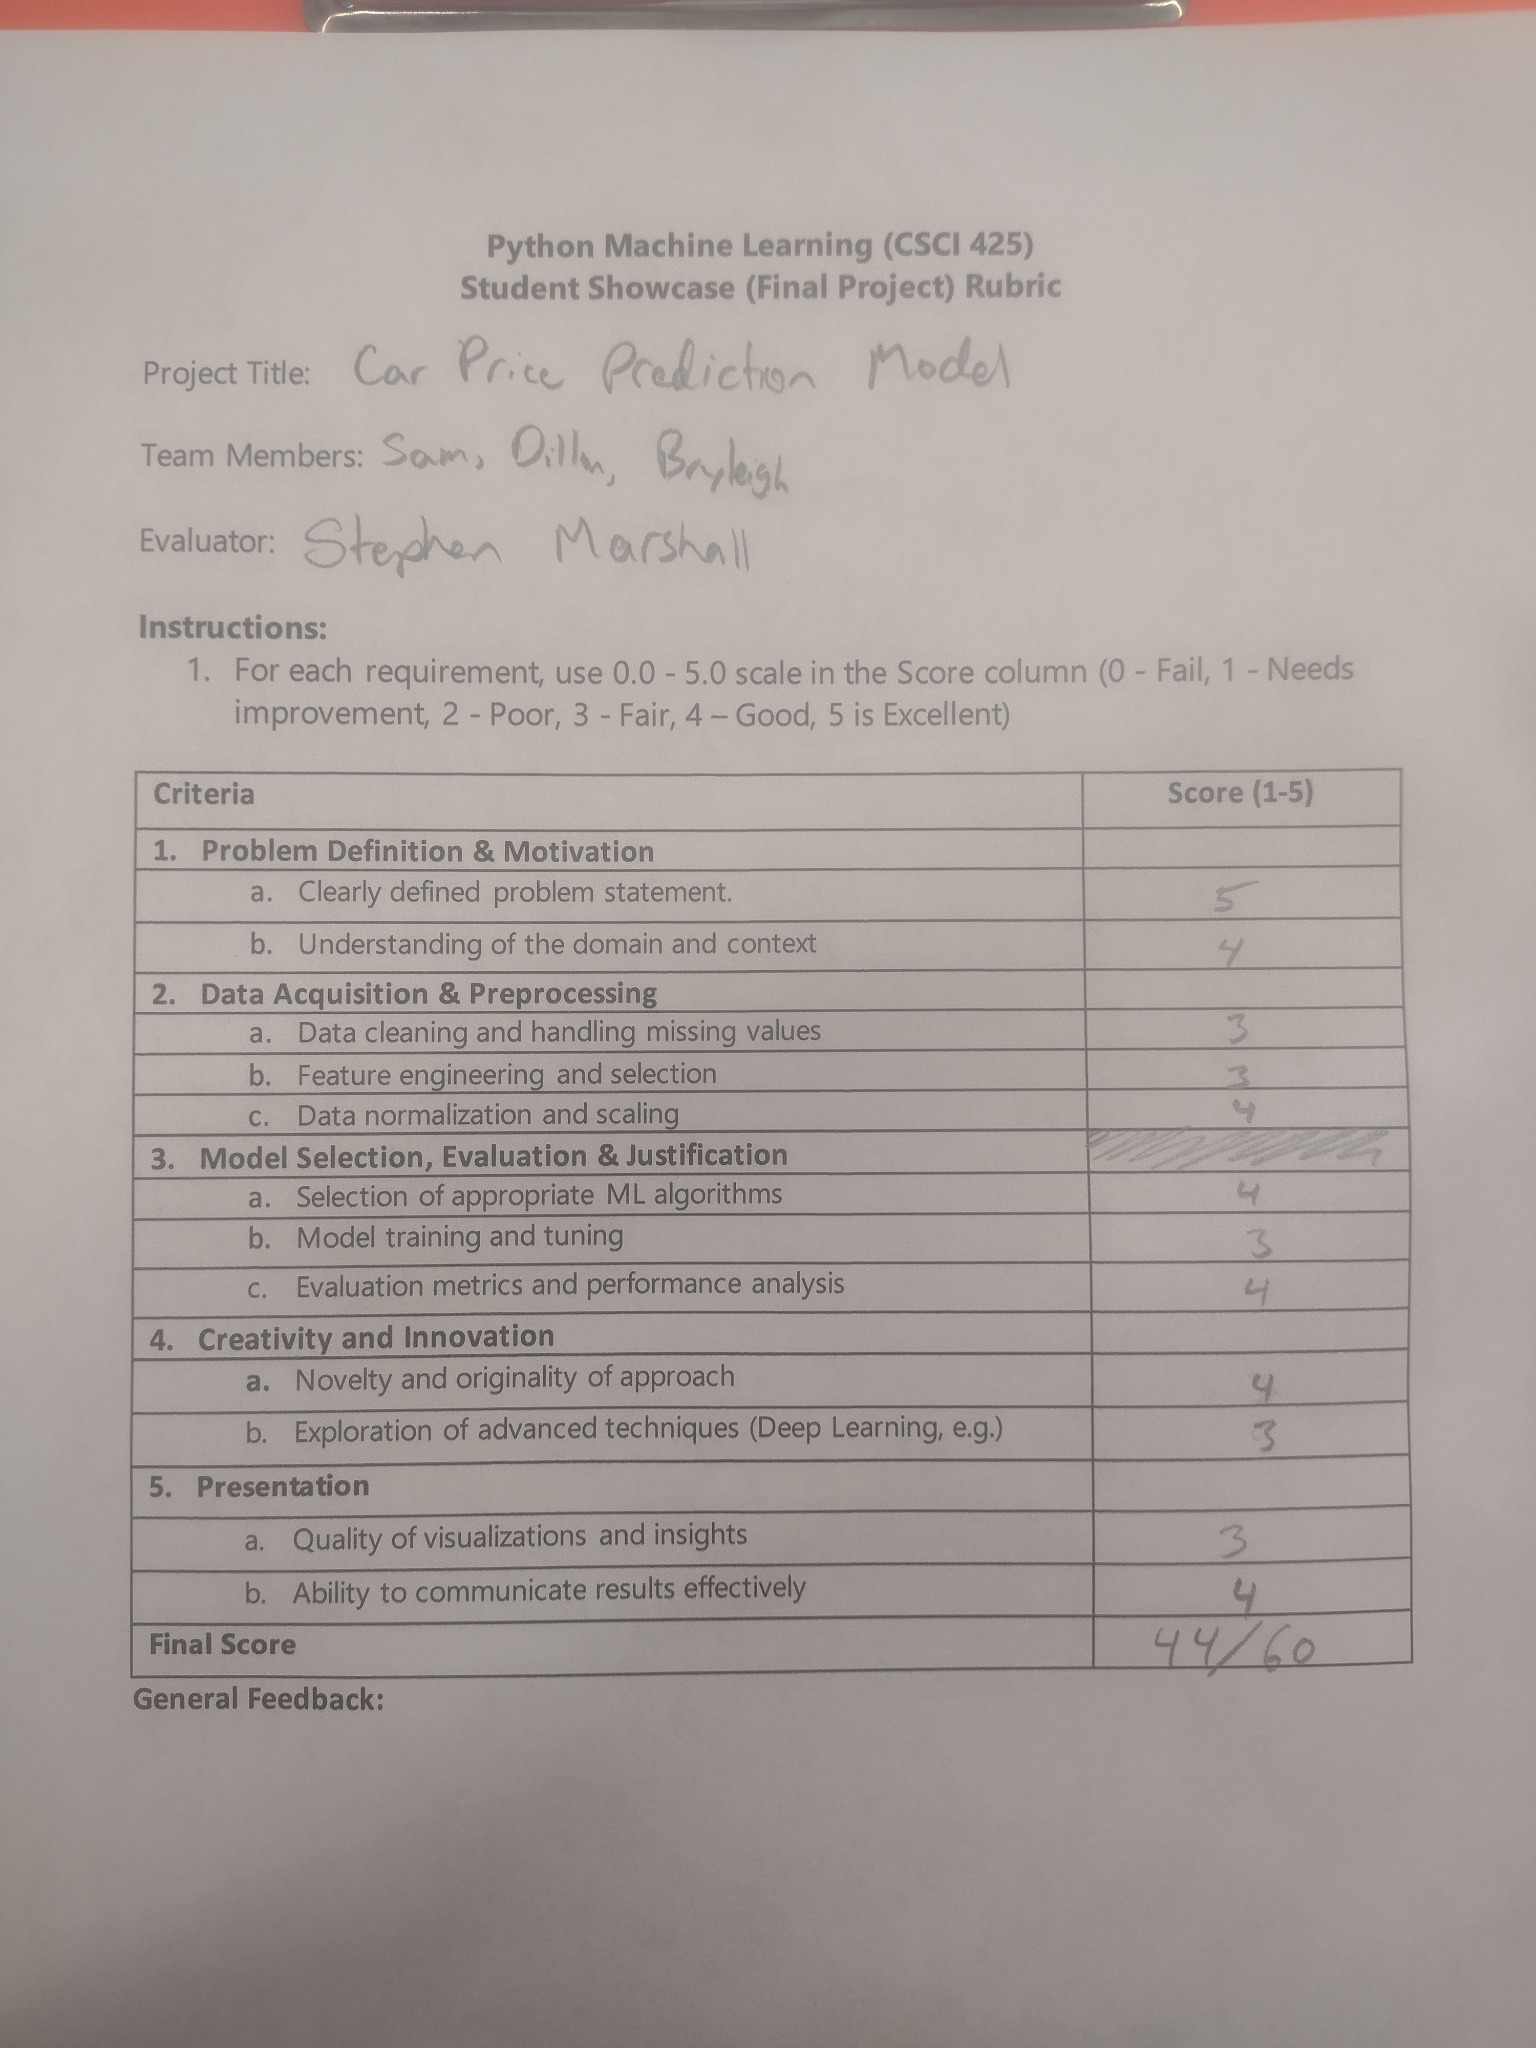 Python Machine Learning (CSCI 425)
Student Showcase (Final Project) Rubric
Project Title: Car Price Prediction Model
Team Members: Sam, Dillon, Bryleigh
Evaluator: Stephen Marshall
Instructions:
1. For each requirement, use 0.0 - 5.0 scale in the Score column (0 - Fail, 1 - Needs
improvement, 2 - Poor, 3 - Fair, 4 – Good, 5 is Excellent)
Criteria Score (1-5)
1. Problem Definition & Motivation
a. Clearly defined problem statement. 5
b. Understanding of the domain and context 4
2. Data Acquisition & Preprocessing
a. Data cleaning and handling missing values 3
b. Feature engineering and selection 3
c. Data normalization and scaling 4
3. Model Selection, Evaluation & Justification
a. Selection of appropriate ML algorithms 4
b. Model training and tuning 3
c. Evaluation metrics and performance analysis 4
4. Creativity and Innovation
a. Novelty and originality of approach 4
b. Exploration of advanced techniques (Deep Learning, e.g.) 3
5. Presentation
a. Quality of visualizations and insights 3
b. Ability to communicate results effectively 4
Final Score 44/60
General Feedback: